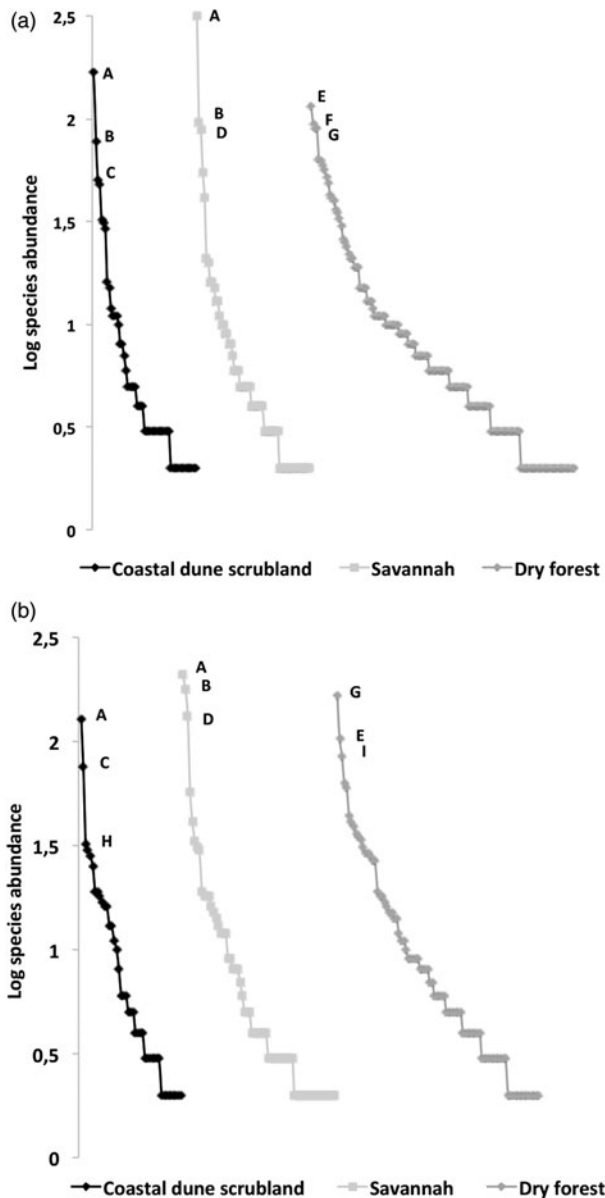 (a)
2,5
A
A
2
B
D
E
F
G
B
C
1,5
1
0,5
0
Log species abundance
Coastal dune scrubland Savannah Dry forest
(b)
2,5
A
B
D
G
A
2
E
I
C
1,5
H
1
0,5
0
Log species abundance
Coastal dune scrubland Savannah Dry forest